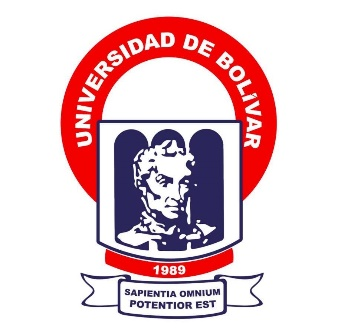 UNIVERSIDAD DE BOLÍVAR
1989
SAPIENTIA OMNIUM
POTENTIOR EST